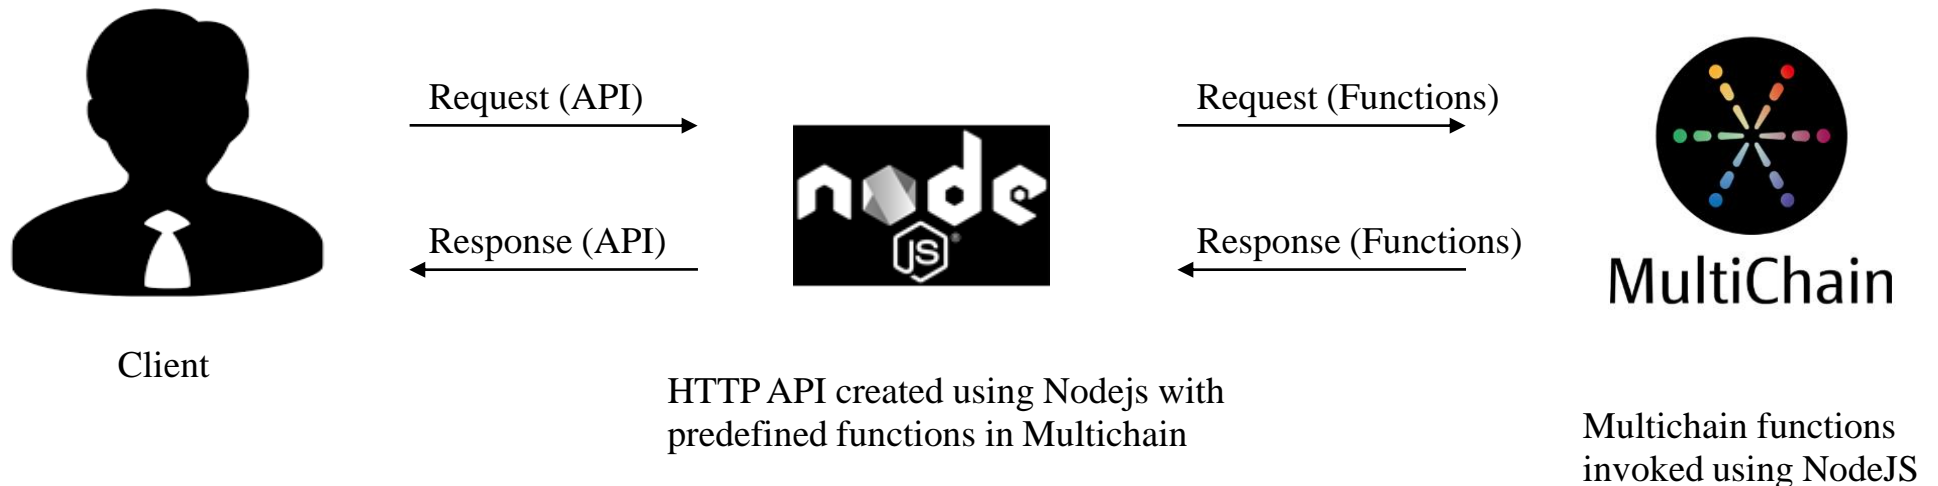 Request (API)
Request (Functions)
node
JS
®
Response (API)
Response (Functions)
MultiChain
Client
HTTP API created using Nodejs with
predefined functions in Multichain
Multichain functions
invoked using NodeJS